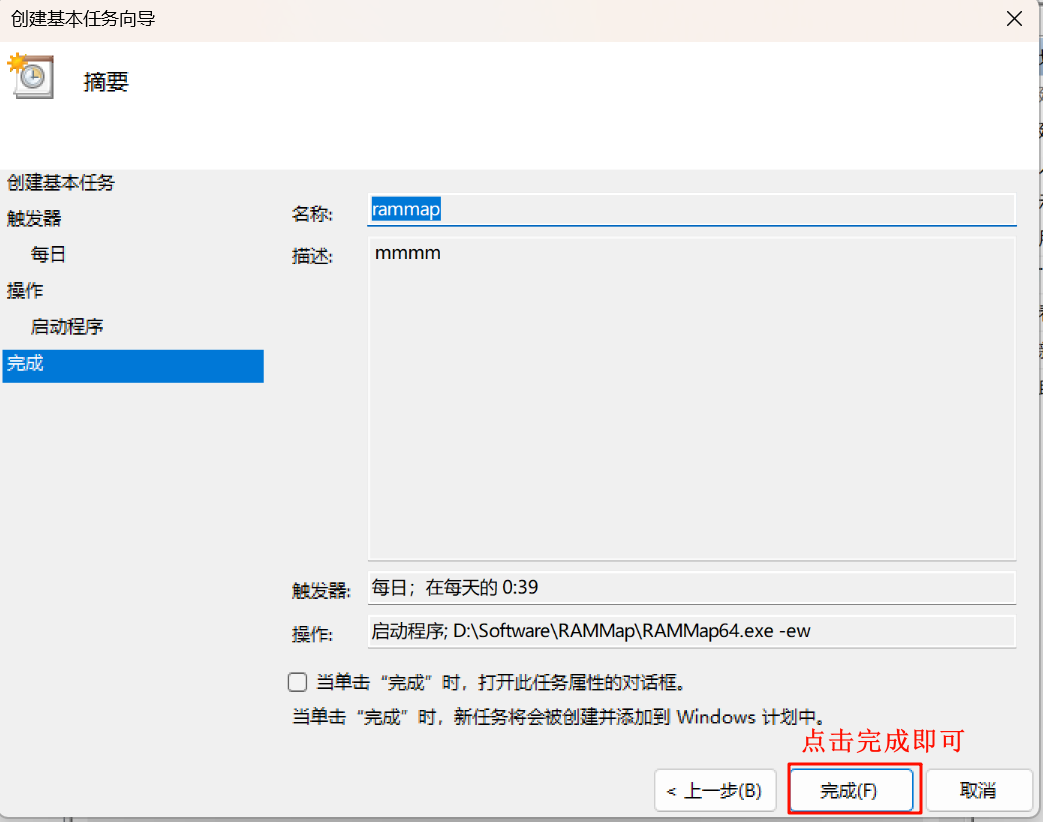 创建基本任务向导
摘要
创建基本任务
触发器
每日
操作
启动程序
完成
名称: rammap
描述: mmmm
触发器: 每日；在每天的 0:39
操作: 启动程序; D:\Software\RAMMap\RAMMap64.exe -ew
当单击“完成”时，打开此任务属性的对话框。
当单击“完成”时，新任务将会被创建并添加到 Windows 计划中。
点击完成即可
< 上一步(B) 完成(F) 取消